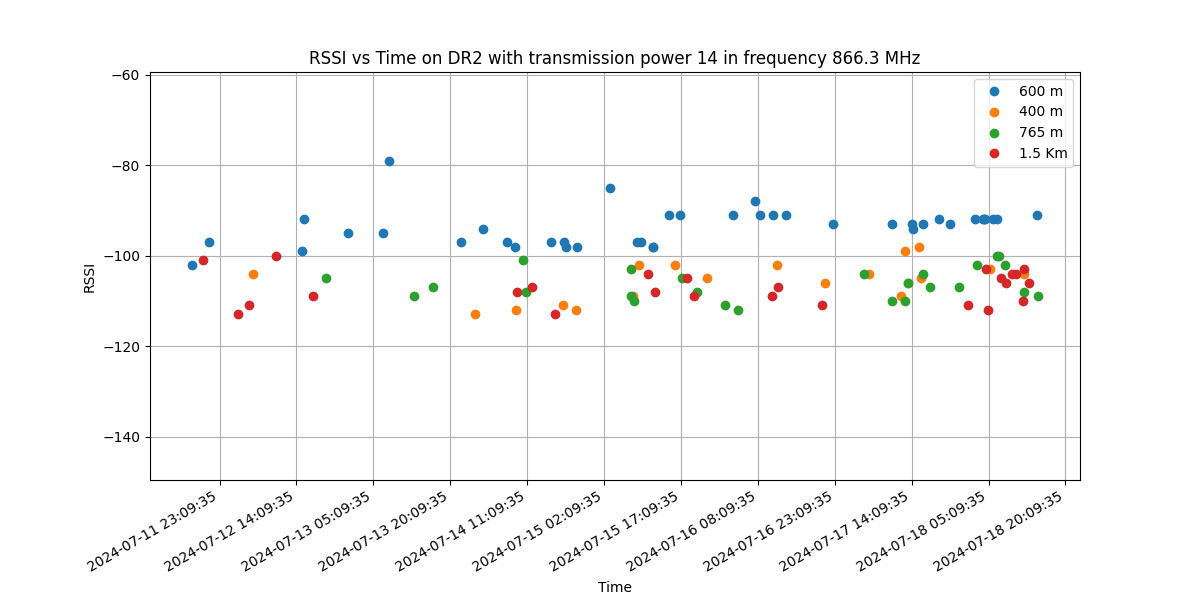 RSSI vs Time on DR2 with transmission power 14 in frequency 866.3 MHz
−60
−80
−100
−120
−140
RSSI
600 m
400 m
765 m
1.5 Km
2024-07-11 23:09:35
2024-07-12 14:09:35
2024-07-13 05:09:35
2024-07-13 20:09:35
2024-07-14 11:09:35
2024-07-15 02:09:35
2024-07-15 17:09:35
2024-07-16 08:09:35
2024-07-16 23:09:35
2024-07-17 14:09:35
2024-07-18 05:09:35
2024-07-18 20:09:35
Time